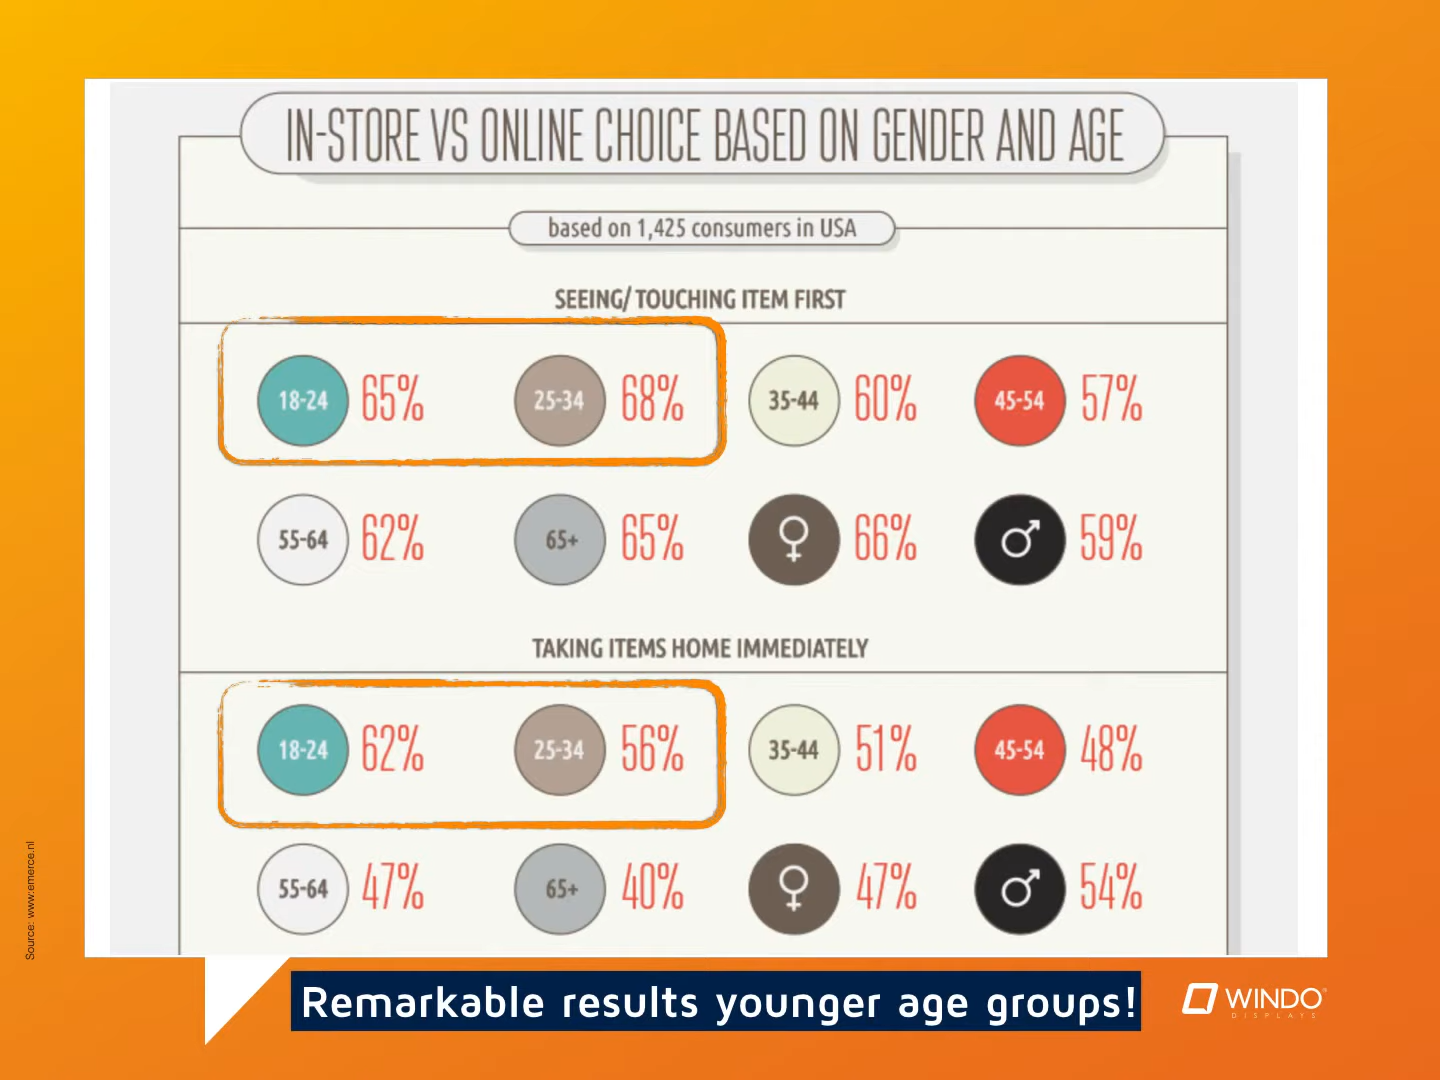 IN-STORE VS ONLINE CHOICE BASED ON GENDER AND AGE
based on 1,425 consumers in USA
SEEING/ TOUCHING ITEM FIRST
18-24 65% 25-34 68% 35-44 60% 45-54 57%
55-64 62% 65+ 65% 66% 59%
TAKING ITEMS HOME IMMEDIATELY
18-24 62% 25-34 56% 35-44 51% 45-54 48%
55-64 47% 65+ 40% 47% 54%
Source: www.emerce.nl
Remarkable results younger age groups!
WINDO
DISPLAYS